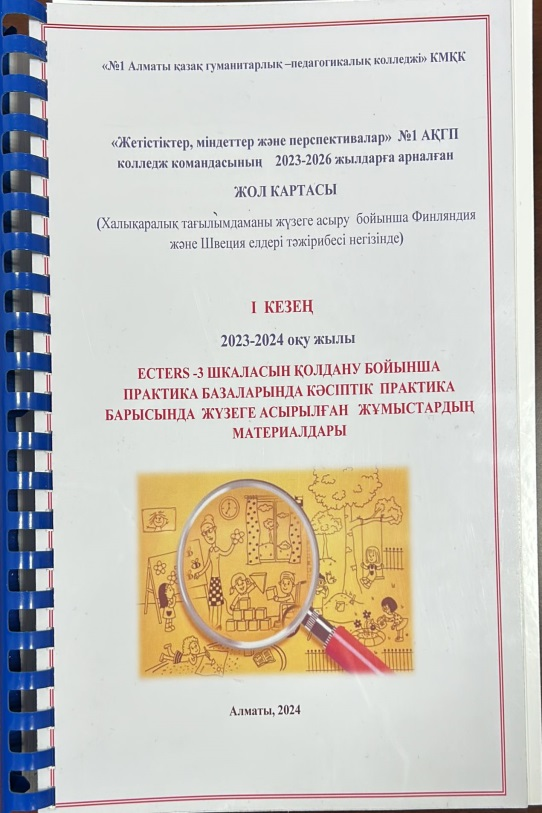 «№1 Алматы қазақ гуманитарлық –педагогикалық колледжі» КМҚК
«Жетістіктер, міндеттер және перспективалар» №1 АҚГП
колледж командасының 2023-2026 жылдарға арналған
ЖОЛ КАРТАСЫ
(Халықаралық тағылымдаманы жүзеге асыру бойынша Финляндия
және Швеция елдері тәжірибесі негізінде)
І КЕЗЕҢ
2023-2024 оқу жылы
ECTERS -3 ШКАЛАСЫН ҚОЛДАНУ БОЙЫНША
ПРАКТИКА БАЗАЛАРЫНДА КӘСІПТІК ПРАКТИКА
БАРЫСЫНДА ЖҮЗЕГЕ АСЫРЫЛҒАН ЖҰМЫСТАРДЫҢ
МАТЕРИАЛДАРЫ
Алматы, 2024